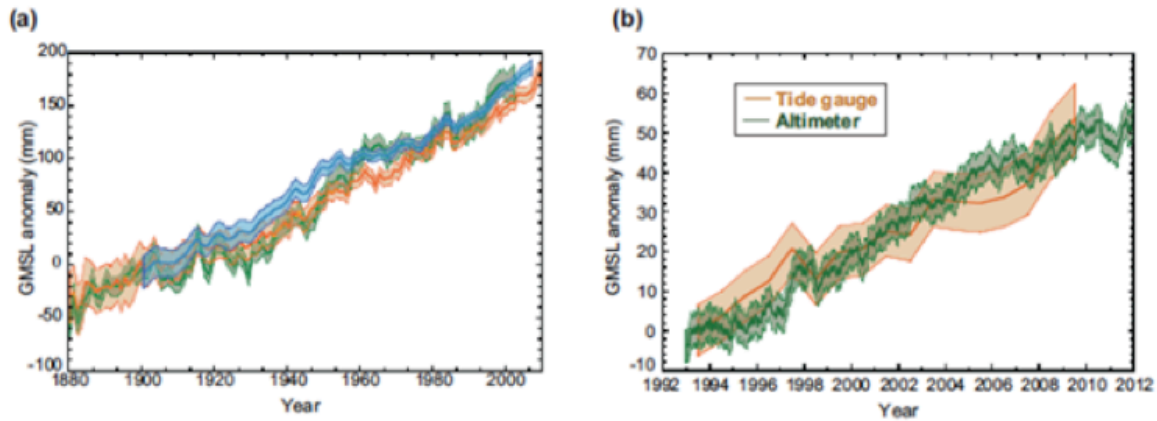 (a)
200
150
100
50
0
-50
-100
GMSL anomaly (mm)
1880 1900 1920 1940 1960 1980 2000
Year
(b)
70
60
50
40
30
20
10
0
-10
GMSL anomaly (mm)
Tide gauge
Altimeter
1992 1994 1996 1998 2000 2002 2004 2006 2008 2010 2012
Year